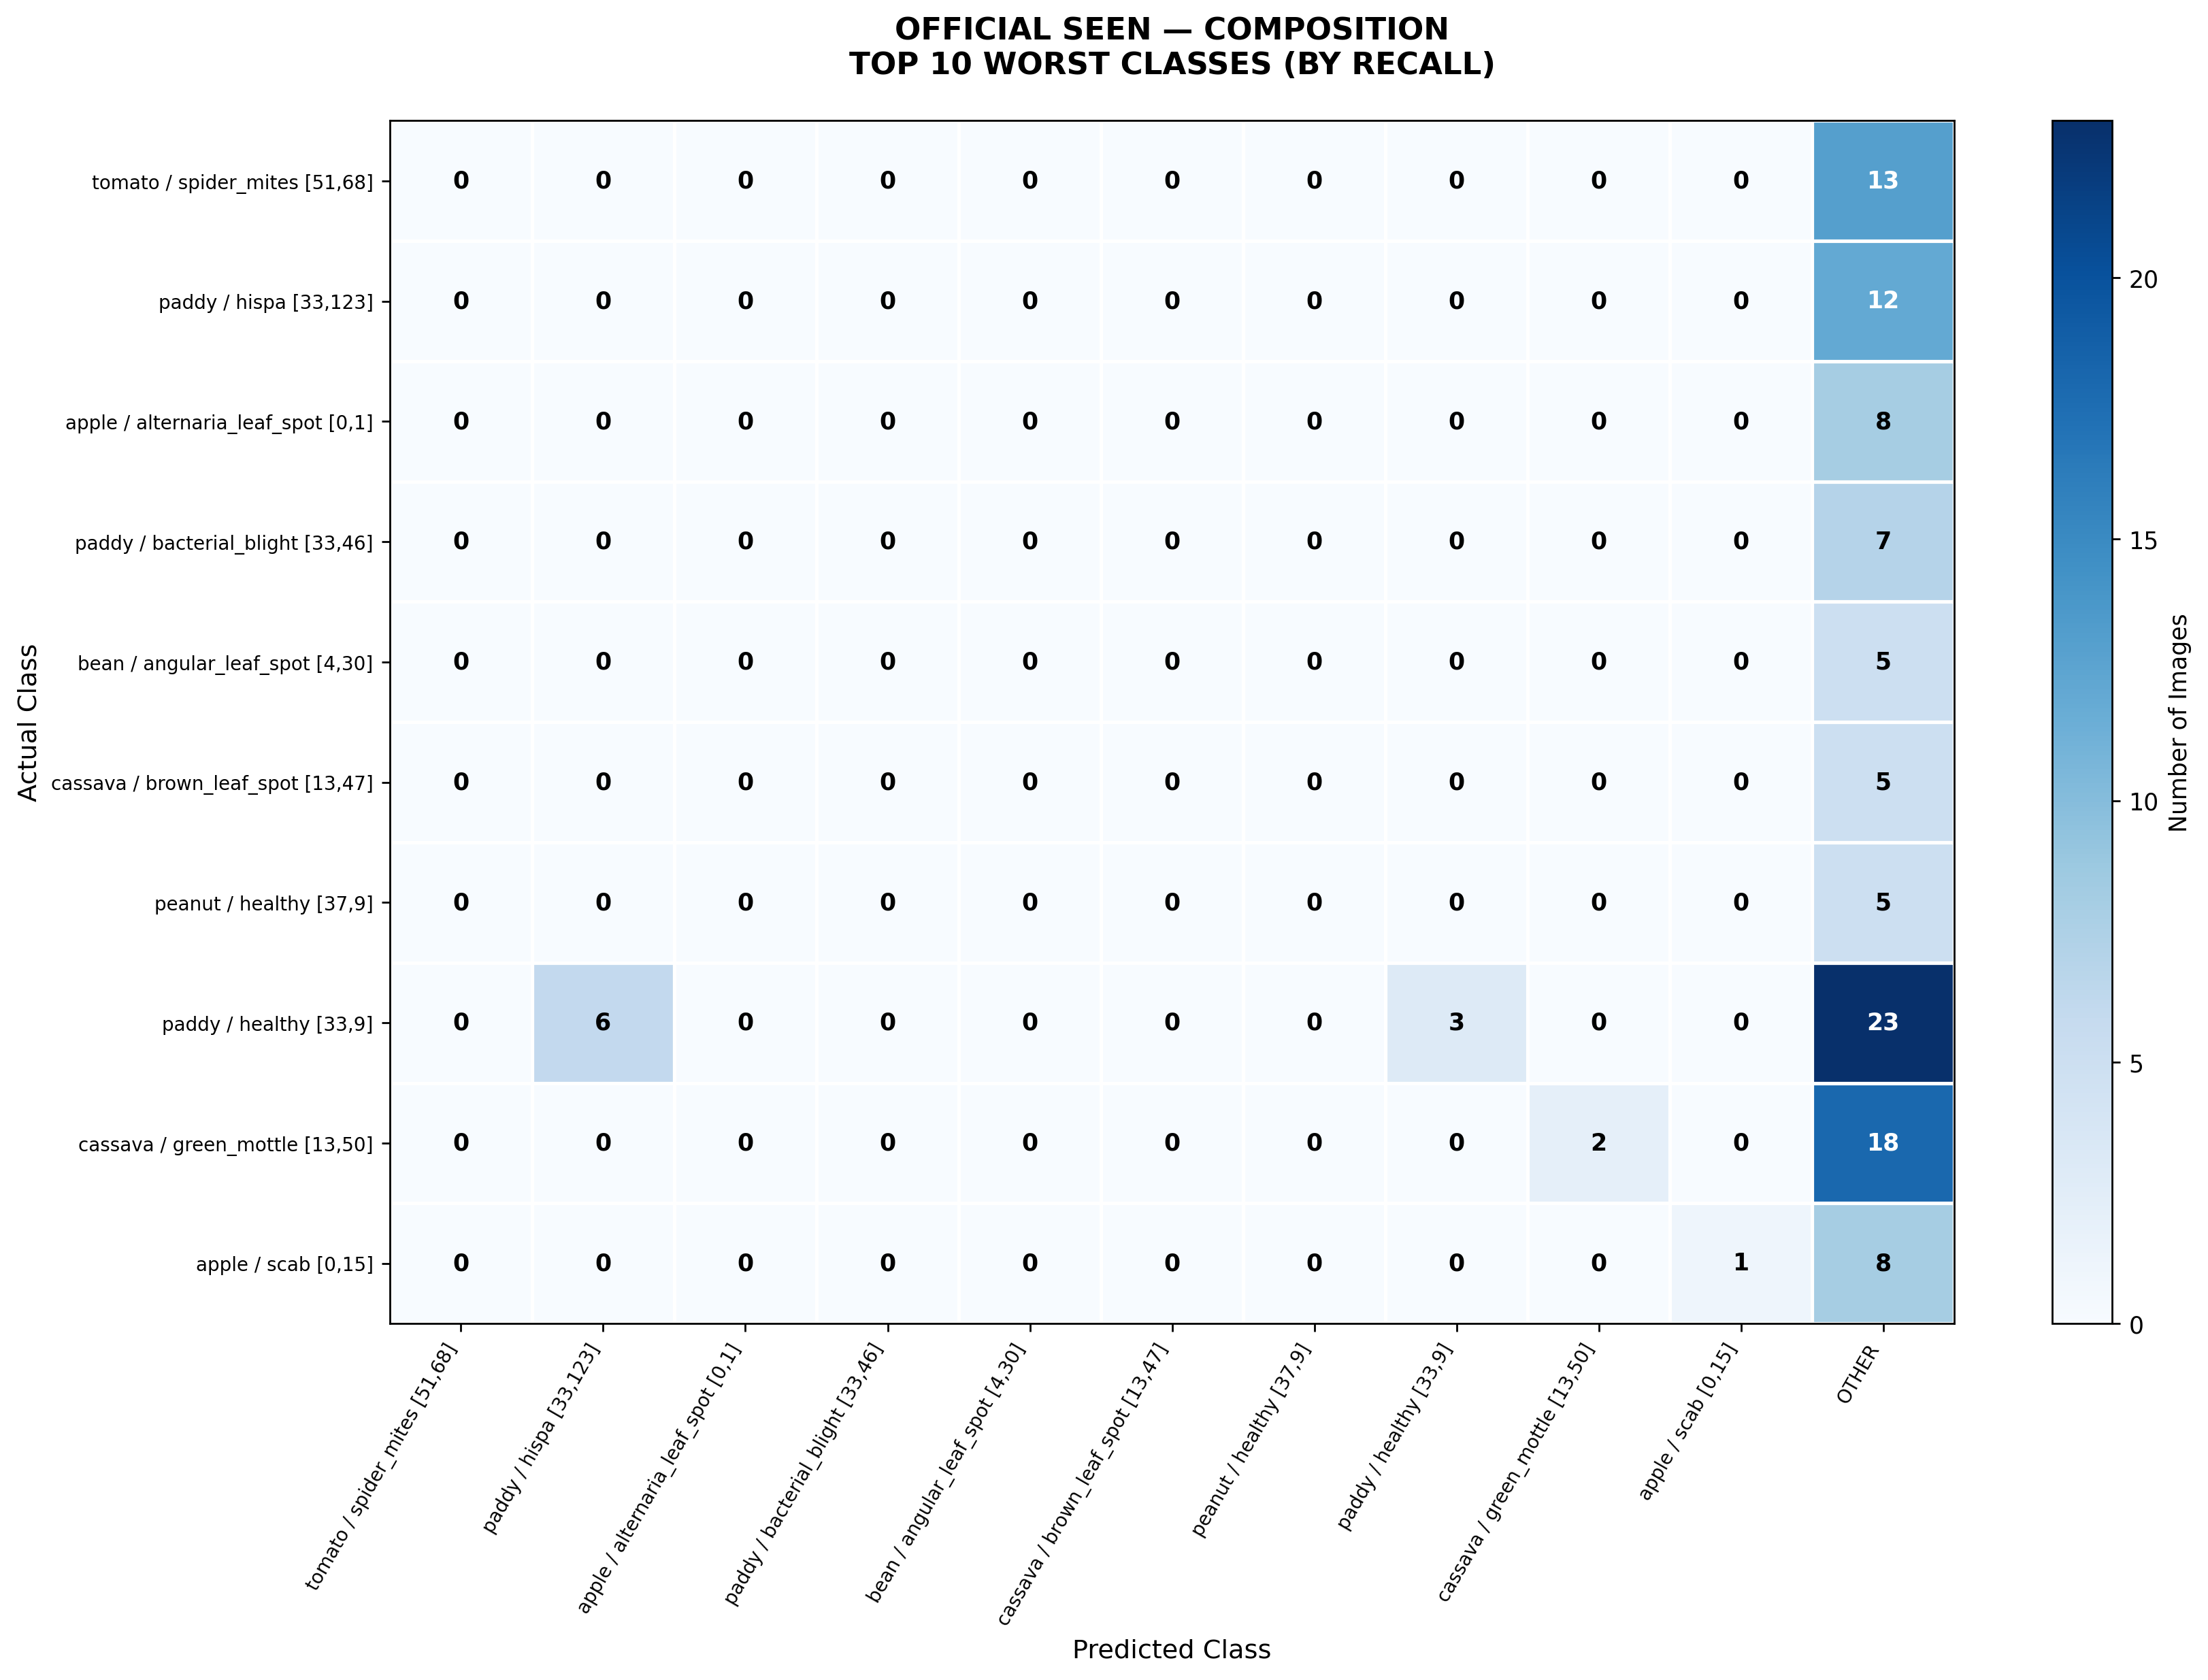 OFFICIAL SEEN — COMPOSITION
TOP 10 WORST CLASSES (BY RECALL)
Actual Class
tomato / spider_mites [51,68] 0 0 0 0 0 0 0 0 0 0 13
paddy / hispa [33,123] 0 0 0 0 0 0 0 0 0 0 12
apple / alternaria_leaf_spot [0,1] 0 0 0 0 0 0 0 0 0 0 8
paddy / bacterial_blight [33,46] 0 0 0 0 0 0 0 0 0 0 7
bean / angular_leaf_spot [4,30] 0 0 0 0 0 0 0 0 0 0 5
cassava / brown_leaf_spot [13,47] 0 0 0 0 0 0 0 0 0 0 5
peanut / healthy [37,9] 0 0 0 0 0 0 0 0 0 0 5
paddy / healthy [33,9] 0 6 0 0 0 0 0 3 0 0 23
cassava / green_mottle [13,50] 0 0 0 0 0 0 0 0 2 0 18
apple / scab [0,15] 0 0 0 0 0 0 0 0 0 1 8
tomato / spider_mites [51,68]
paddy / hispa [33,123]
apple / alternaria_leaf_spot [0,1]
paddy / bacterial_blight [33,46]
bean / angular_leaf_spot [4,30]
cassava / brown_leaf_spot [13,47]
peanut / healthy [37,9]
paddy / healthy [33,9]
cassava / green_mottle [13,50]
apple / scab [0,15]
OTHER
Predicted Class
20
15
10
5
0
Number of Images